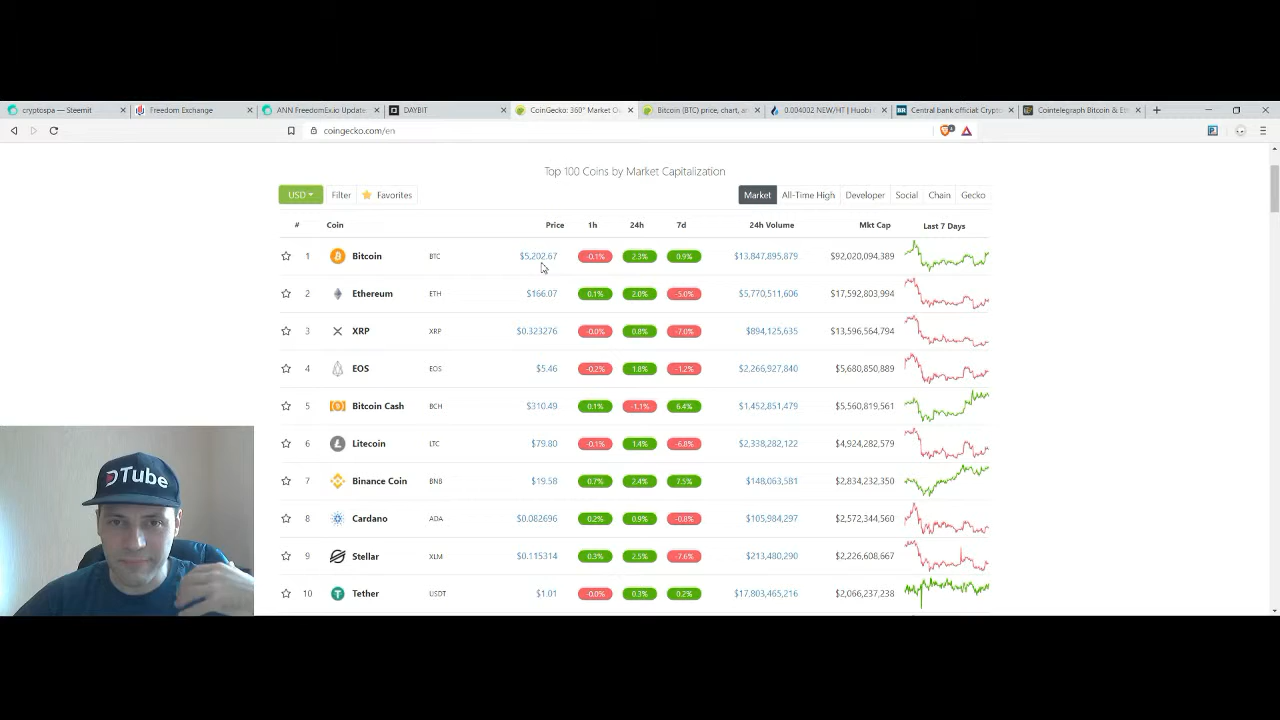 cryptospa — Steemit
Freedom Exchange
ANN FreedomEx.io Update
DAYBIT
CoinGecko: 360° Market O
Bitcoin (BTC) price, chart, a
0.004002 NEW/HT | Huobi
Central bank official: Crypt
Cointelegraph Bitcoin & Et
coingecko.com/en
Top 100 Coins by Market Capitalization
USD Filter Favorites Market All-Time High Developer Social Chain Gecko
# Coin Price 1h 24h 7d 24h Volume Mkt Cap Last 7 Days
1 Bitcoin BTC $5,202.67 -0.1% 2.3% 0.9% $13,847,895,879 $92,020,094,389
2 Ethereum ETH $166.07 0.1% 2.0% -5.0% $5,770,511,606 $17,592,803,994
3 XRP XRP $0.323276 -0.0% 0.8% -7.0% $894,125,635 $13,596,564,794
4 EOS EOS $5.46 -0.2% 1.8% -1.2% $2,266,927,840 $5,680,850,889
5 Bitcoin Cash BCH $310.49 0.1% -1.1% 6.4% $1,452,851,479 $5,560,819,561
6 Litecoin LTC $79.80 -0.1% 1.4% -6.8% $2,338,282,122 $4,924,282,579
7 Binance Coin BNB $19.58 0.7% 2.4% 7.5% $148,063,581 $2,834,232,350
8 Cardano ADA $0.082696 0.2% 0.9% -0.8% $105,984,297 $2,572,344,560
9 Stellar XLM $0.115314 0.3% 2.5% -7.6% $213,480,290 $2,226,608,667
10 Tether USDT $1.01 -0.0% 0.3% 0.2% $17,803,465,216 $2,066,237,238
DTube